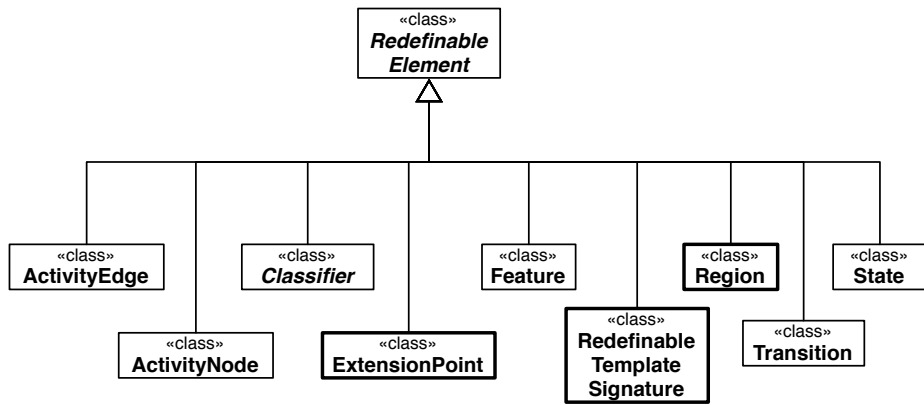 «class»
Redefinable
Element
«class»
ActivityEdge
«class»
Classifier
«class»
Feature
«class»
Region
«class»
State
«class»
ActivityNode
«class»
ExtensionPoint
«class»
Redefinable
Template
Signature
«class»
Transition